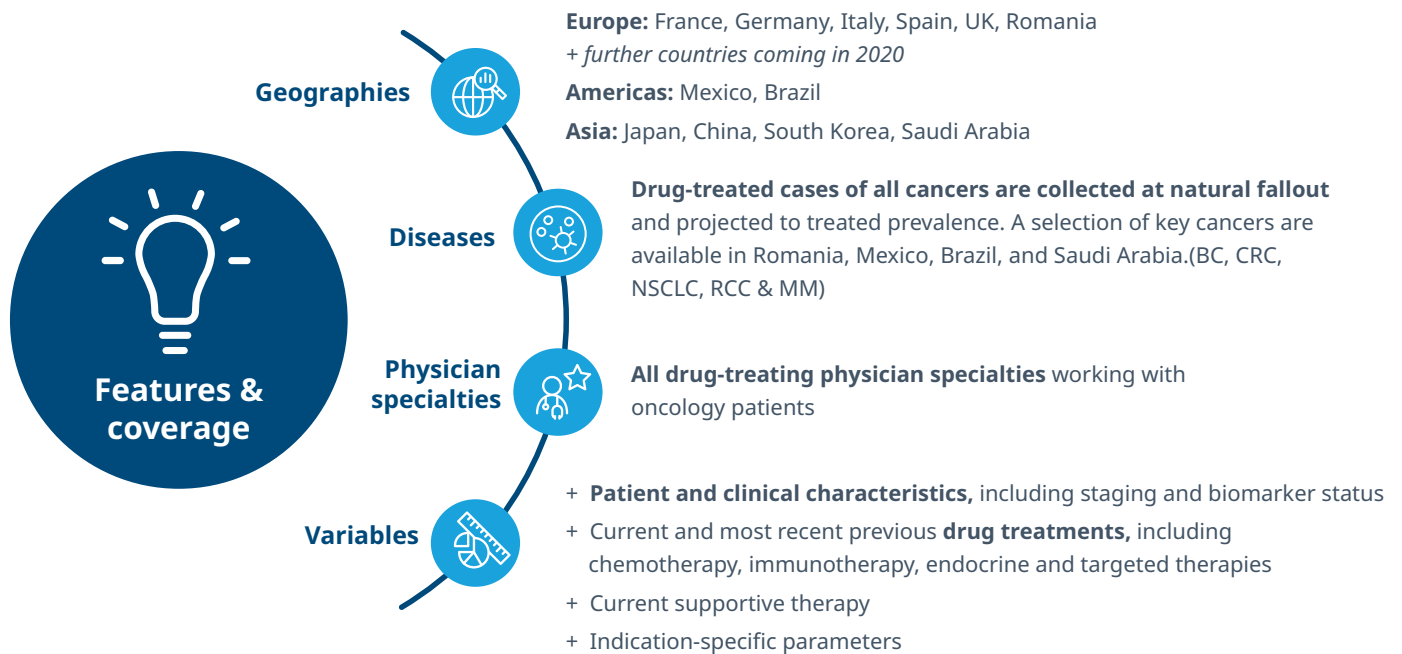 Features &
coverage
Geographies
Europe: France, Germany, Italy, Spain, UK, Romania
+ further countries coming in 2020
Americas: Mexico, Brazil
Asia: Japan, China, South Korea, Saudi Arabia
Diseases
Drug-treated cases of all cancers are collected at natural fallout
and projected to treated prevalence. A selection of key cancers are
available in Romania, Mexico, Brazil, and Saudi Arabia.(BC, CRC,
NSCLC, RCC & MM)
Physician
specialties
All drug-treating physician specialties working with
oncology patients
Variables
+ Patient and clinical characteristics, including staging and biomarker status
+ Current and most recent previous drug treatments, including
chemotherapy, immunotherapy, endocrine and targeted therapies
+ Current supportive therapy
+ Indication-specific parameters